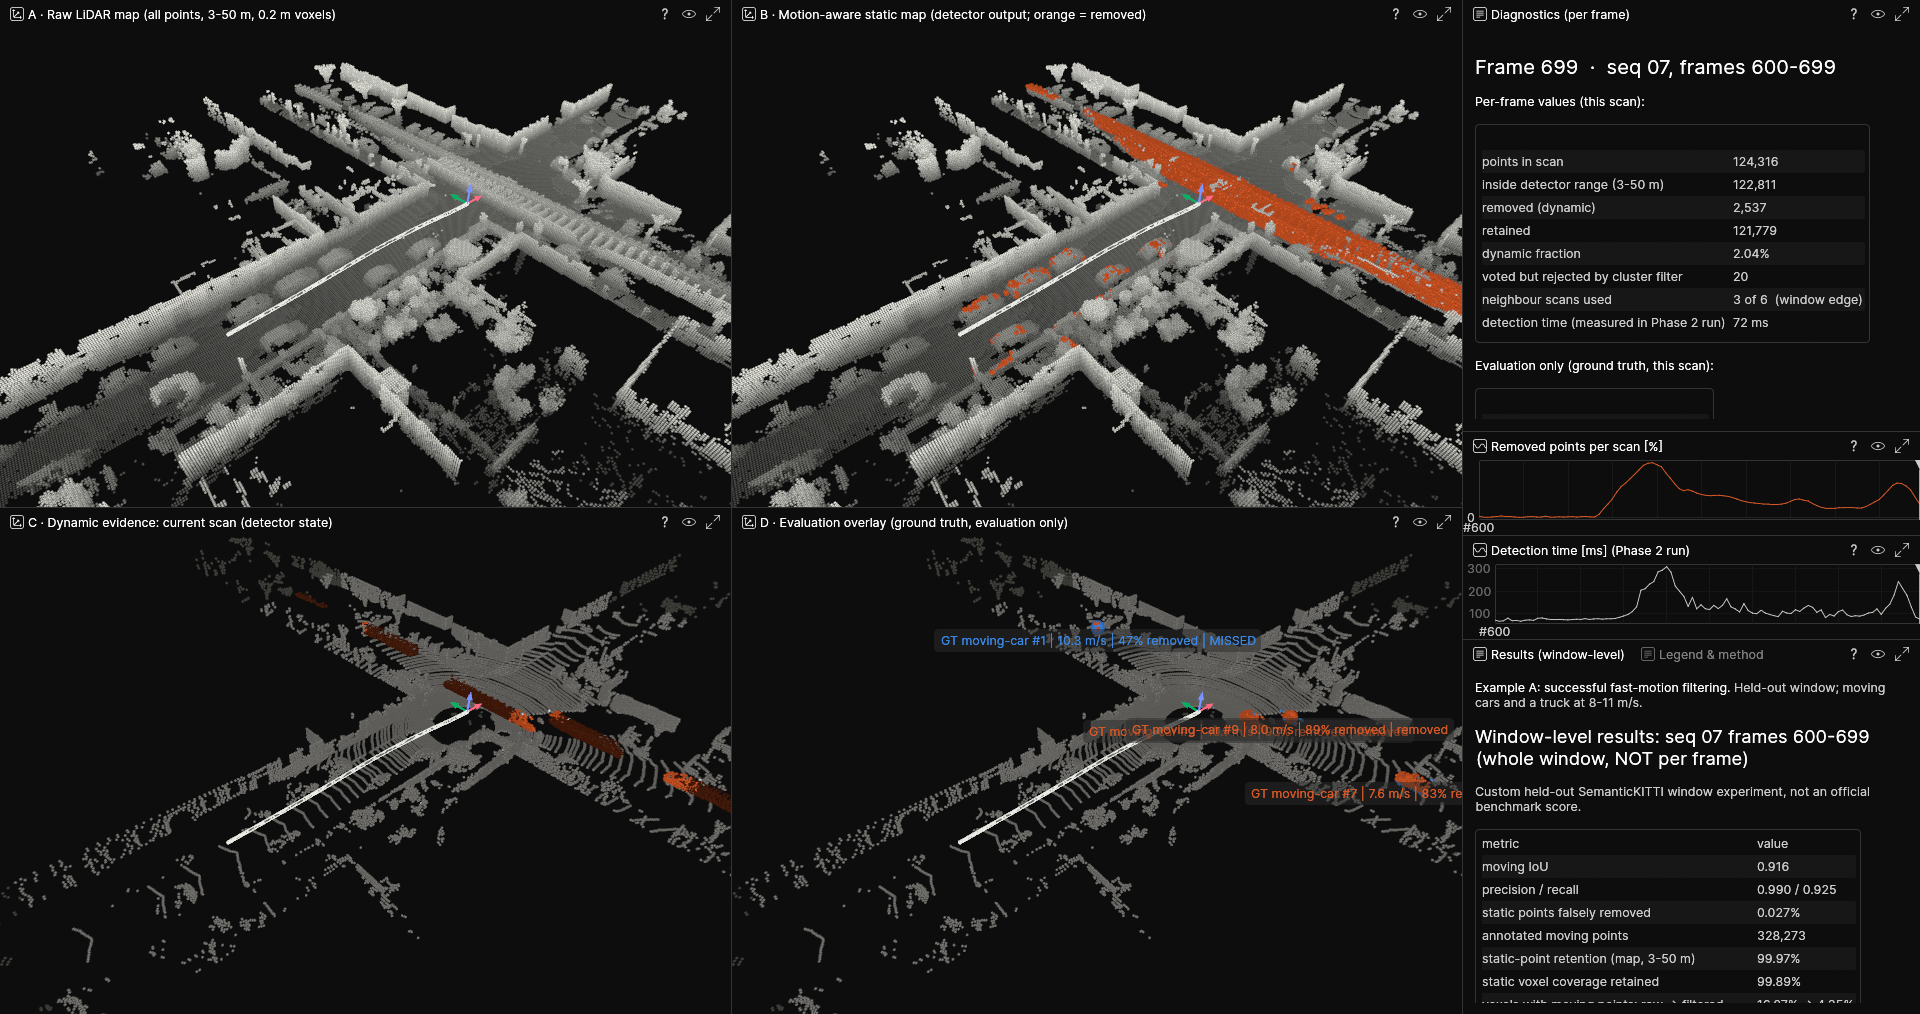 A · Raw LiDAR map (all points, 3-50 m, 0.2 m voxels)
B · Motion-aware static map (detector output; orange = removed)
C · Dynamic evidence: current scan (detector state)
D · Evaluation overlay (ground truth, evaluation only)
GT moving-car #1 | 10.3 m/s | 47% removed | MISSED
GT mo
GT moving-car #9 | 8.0 m/s | 89% removed | removed
GT moving-car #7 | 7.6 m/s | 83% re
Diagnostics (per frame)
Frame 699 · seq 07, frames 600-699
Per-frame values (this scan):
points in scan 124,316
inside detector range (3-50 m) 122,811
removed (dynamic) 2,537
retained 121,779
dynamic fraction 2.04%
voted but rejected by cluster filter 20
neighbour scans used 3 of 6 (window edge)
detection time (measured in Phase 2 run) 72 ms
Evaluation only (ground truth, this scan):
Removed points per scan [%]
0
#600
Detection time [ms] (Phase 2 run)
300
200
100
#600
Results (window-level) Legend & method
Example A: successful fast-motion filtering. Held-out window; moving
cars and a truck at 8-11 m/s.
Window-level results: seq 07 frames 600-699
(whole window, NOT per frame)
Custom held-out SemanticKITTI window experiment, not an official
benchmark score.
metric value
moving IoU 0.916
precision / recall 0.990 / 0.925
static points falsely removed 0.027%
annotated moving points 328,273
static-point retention (map, 3-50 m) 99.97%
static voxel coverage retained 99.89%